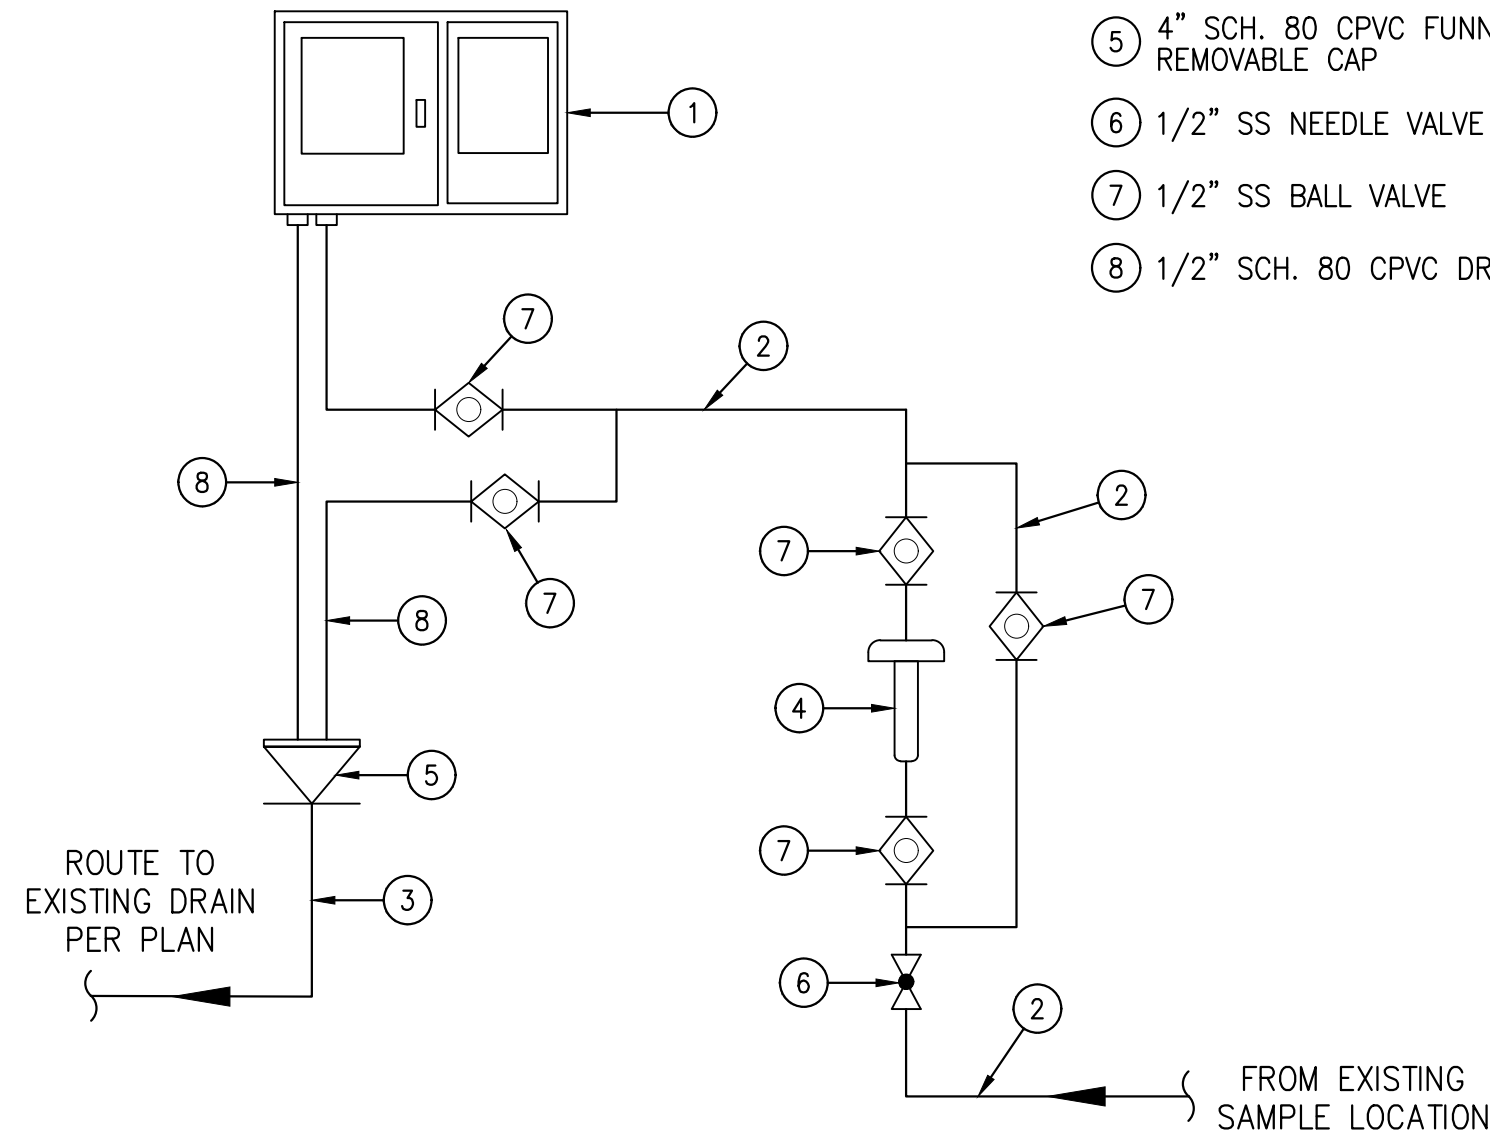 5 4" SCH. 80 CPVC
REMOVABLE CAP
6 1/2" SS NEEDLE VALVE
7 1/2" SS BALL VALVE
8 1/2" SCH. 80 CPVC
1
7
2
8
2
7
7
7
8
4
5
7
ROUTE TO
EXISTING DRAIN
PER PLAN
3
6
2
FROM EXISTING
SAMPLE LOCATION